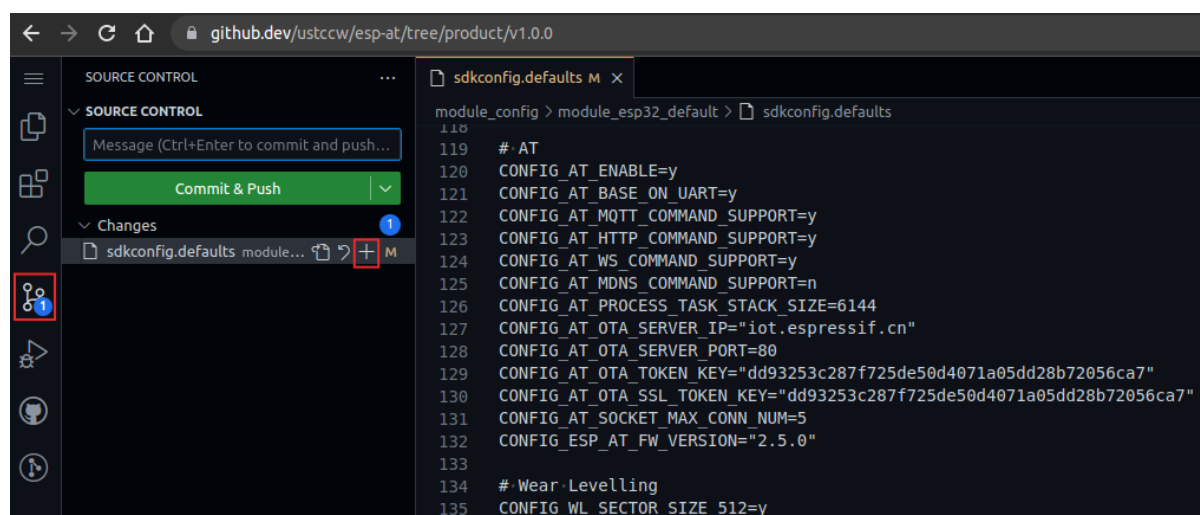 github.dev/ustccw/esp-at/tree/product/v1.0.0
SOURCE CONTROL ...
SOURCE CONTROL
Message (Ctrl+Enter to commit and push...
Commit & Push
Changes 1
sdkconfig.defaults module... M
1
sdkconfig.defaults M
module_config > module_esp32_default > sdkconfig.defaults
118
119 # AT
120 CONFIG_AT_ENABLE=y
121 CONFIG_AT_BASE_ON_UART=y
122 CONFIG_AT_MQTT_COMMAND_SUPPORT=y
123 CONFIG_AT_HTTP_COMMAND_SUPPORT=y
124 CONFIG_AT_WS_COMMAND_SUPPORT=y
125 CONFIG_AT_MDNS_COMMAND_SUPPORT=n
126 CONFIG_AT_PROCESS_TASK_STACK_SIZE=6144
127 CONFIG_AT_OTA_SERVER_IP="iot.espressif.cn"
128 CONFIG_AT_OTA_SERVER_PORT=80
129 CONFIG_AT_OTA_TOKEN_KEY="dd93253c287f725de50d4071a05dd28b72056ca7"
130 CONFIG_AT_OTA_SSL_TOKEN_KEY="dd93253c287f725de50d4071a05dd28b72056ca7"
131 CONFIG_AT_SOCKET_MAX_CONN_NUM=5
132 CONFIG_ESP_AT_FW_VERSION="2.5.0"
133
134 # Wear Levelling
135 CONFIG_WL_SECTOR_SIZE_512=y